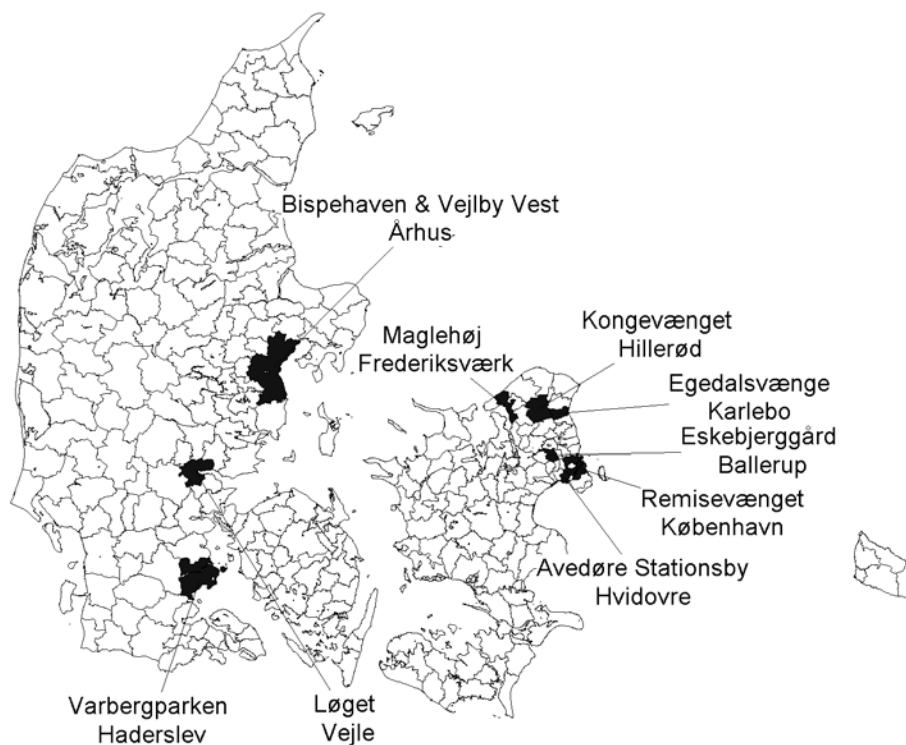 Bispehaven & Vejlby Vest
Århus
Maglehøj
Frederiksværk
Kongevænget
Hillerød
Egedalsvænge
Karlebo
Eskebjerggård
Ballerup
Remisevænget
København
Avedøre Stationsby
Hvidovre
Varbergparken
Haderslev
Løget
Vejle